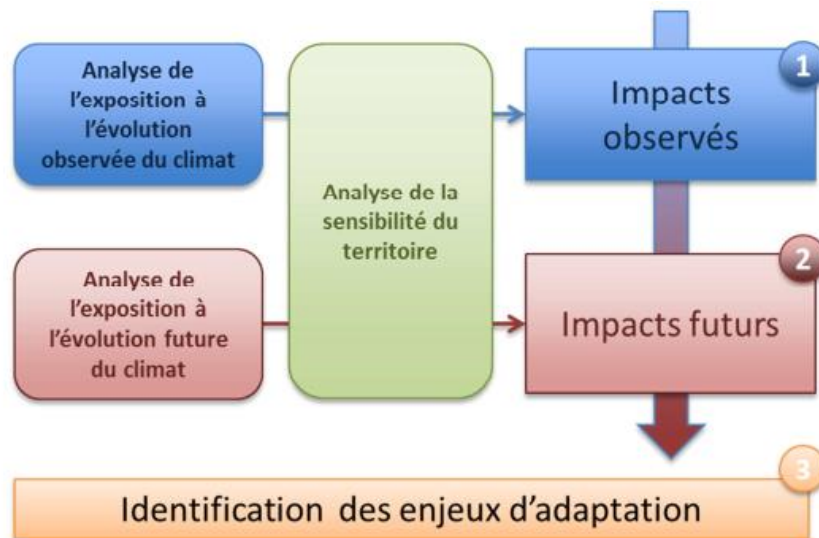 Analyse de
l'exposition à
l'évolution
observée du climat
Analyse de la
sensibilité du
territoire
1
Impacts
observés
Analyse de
l'exposition à
l'évolution future
du climat
2
Impacts futurs
3
Identification des enjeux d'adaptation